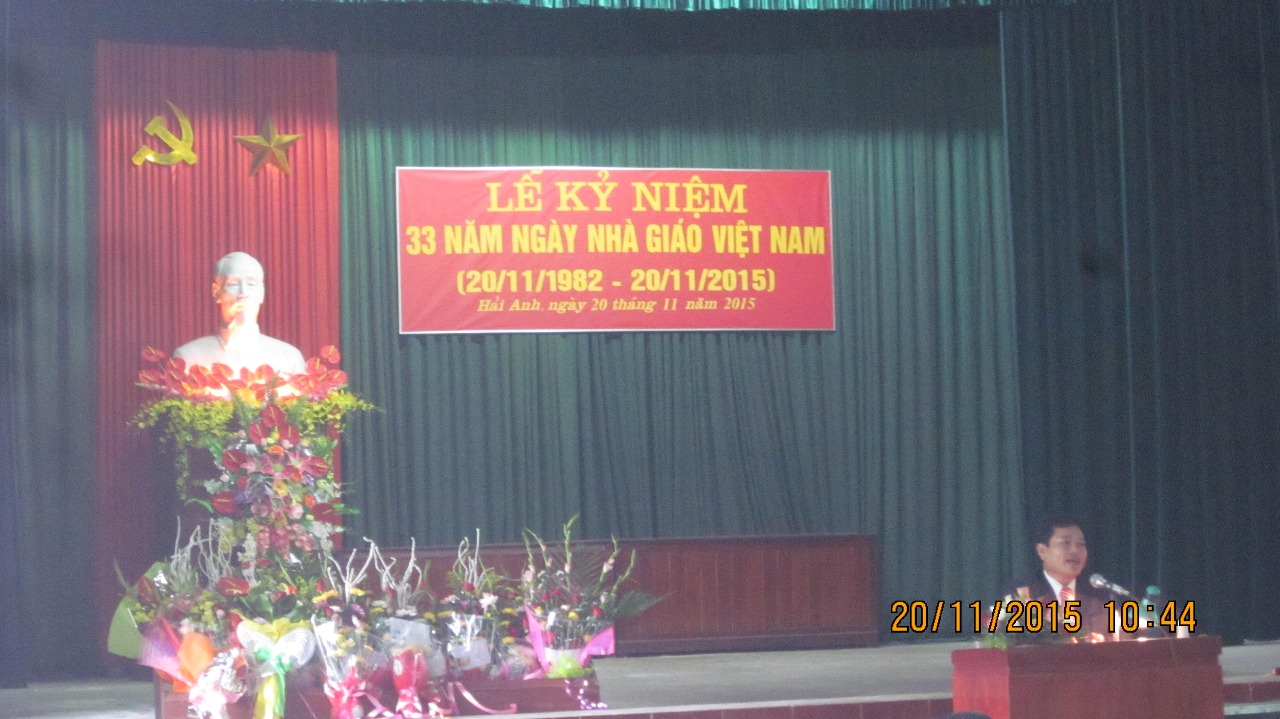 LỄ KỶ NIỆM
33 NĂM NGÀY NHÀ GIÁO VIỆT NAM
(20/11/1982 - 20/11/2015)
Hải Anh, ngày 20 tháng 11 năm 2015
20/11/2015 10:44